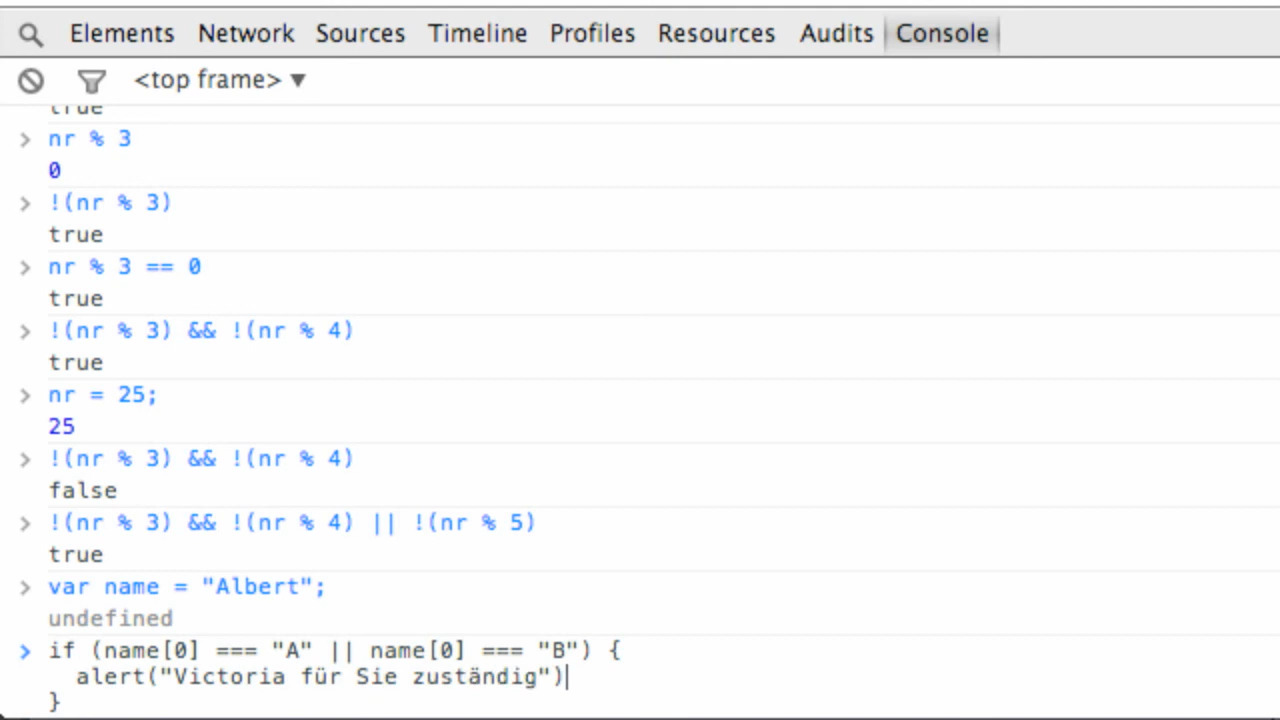 Elements Network Sources Timeline Profiles Resources Audits Console
<top frame> ▼
true
> nr % 3
0
> !(nr % 3)
true
> nr % 3 == 0
true
> !(nr % 3) && !(nr % 4)
true
> nr = 25;
25
> !(nr % 3) && !(nr % 4)
false
> !(nr % 3) && !(nr % 4) || !(nr % 5)
true
> var name = "Albert";
undefined
> if (name[0] === "A" || name[0] === "B") {
alert("Victoria für Sie zuständig")
}